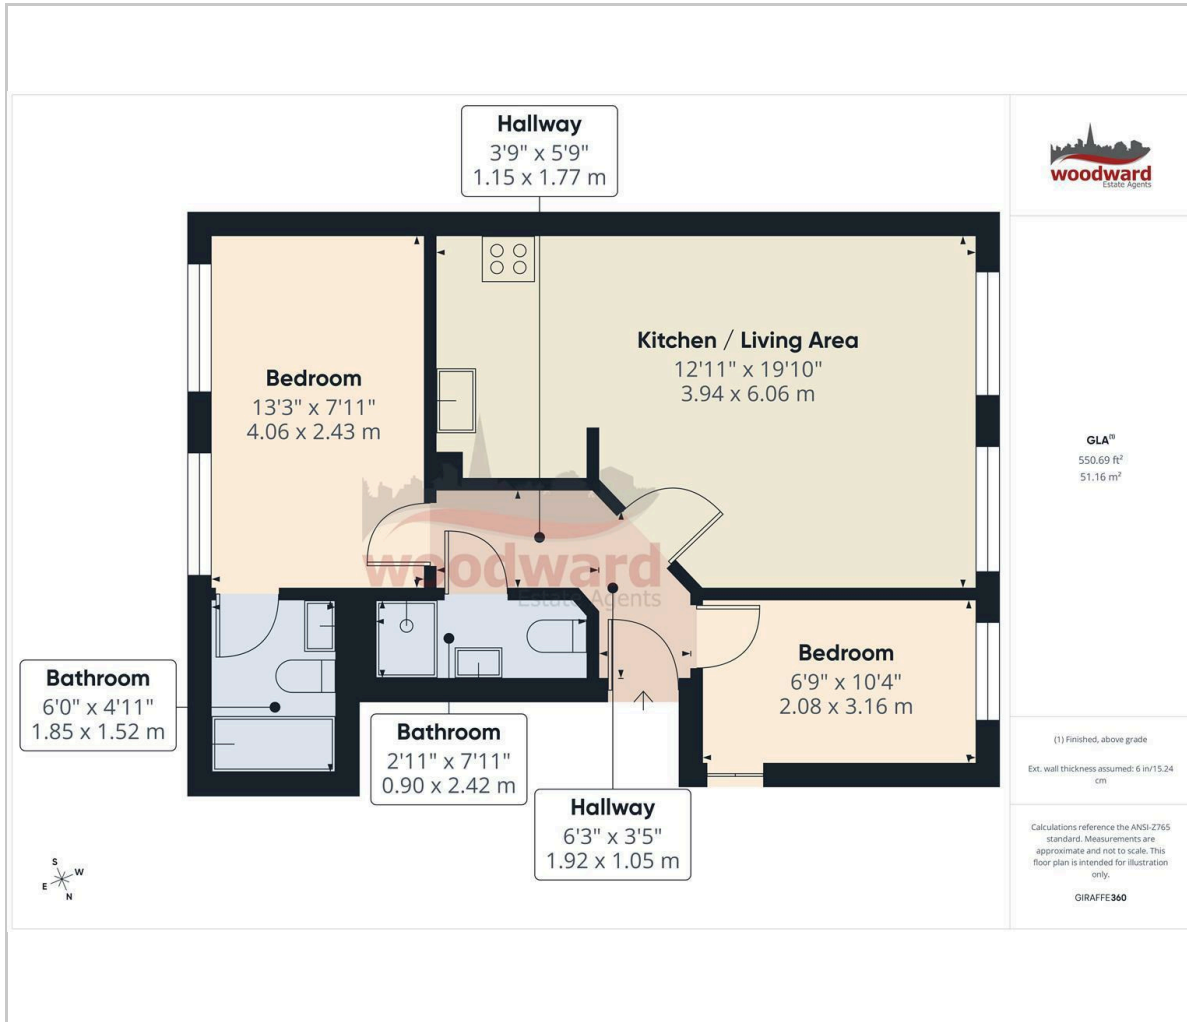 Hallway
3'9" x 5'9"
1.15 x 1.77 m
woodward
Estate Agents
Kitchen / Living Area
12'11" x 19'10"
3.94 x 6.06 m
Bedroom
13'3" x 7'11"
4.06 x 2.43 m
GLA⁽¹⁾
550.69 ft²
51.16 m²
woodward
Estate Agents
Bedroom
6'9" x 10'4"
2.08 x 3.16 m
Bathroom
6'0" x 4'11"
1.85 x 1.52 m
Bathroom
2'11" x 7'11"
0.90 x 2.42 m
Hallway
6'3" x 3'5"
1.92 x 1.05 m
(1) Finished, above grade
Ext. wall thickness assumed: 6 in/15.24
cm
Calculations reference the ANSI-Z765
standard. Measurements are
approximate and not to scale. This
floor plan is intended for illustration
only.
GIRAFFE360
S
W
E
N